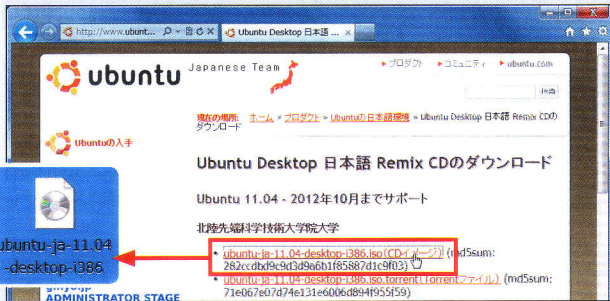 http://www.ubunt...
Ubuntu Desktop 日本語 ...
ubuntu Japanese Team
プロダクト
コミュニティ
ubuntu.com
検索
現在の場所: ホーム » プロダクト » Ubuntuの日本語環境 » Ubuntu Desktop 日本語 Remix CDの
ダウンロード
Ubuntuの入手
Ubuntu Desktop 日本語 Remix CDのダウンロード
Ubuntu 11.04 - 2012年10月までサポート
北陸先端科学技術大学院大学
ubuntu-ja-11.04-desktop-i386.iso(CDイメージ) (md5sum:
282ccdbd9c9d3d9a6b1f85887d1c9f03)
ubuntu-ja-11.04-desktop-i386.iso.torrent(Torrentファイル) (md5sum:
71e067e07d74e131e6006d894f955f59)
ubuntu-ja-11.04
-desktop-i386
ADMINISTRATOR STAGE